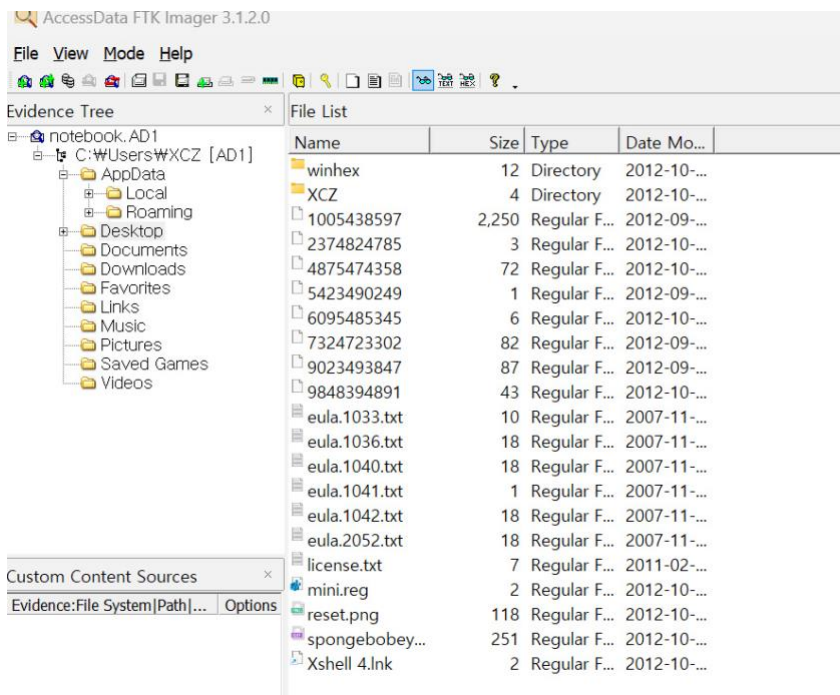 AccessData FTK Imager 3.1.2.0
File View Mode Help
Evidence Tree ×
notebook.AD1
C:₩Users₩XCZ [AD1]
AppData
Local
Roaming
Desktop
Documents
Downloads
Favorites
Links
Music
Pictures
Saved Games
Videos
Custom Content Sources ×
Evidence:File System|Path|... Options
File List
Name Size Type Date Mo...
winhex 12 Directory 2012-10-...
XCZ 4 Directory 2012-10-...
1005438597 2,250 Regular F... 2012-09-...
2374824785 3 Regular F... 2012-10-...
4875474358 72 Regular F... 2012-10-...
5423490249 1 Regular F... 2012-09-...
6095485345 6 Regular F... 2012-10-...
7324723302 82 Regular F... 2012-09-...
9023493847 87 Regular F... 2012-09-...
9848394891 43 Regular F... 2012-10-...
eula.1033.txt 10 Regular F... 2007-11-...
eula.1036.txt 18 Regular F... 2007-11-...
eula.1040.txt 18 Regular F... 2007-11-...
eula.1041.txt 1 Regular F... 2007-11-...
eula.1042.txt 18 Regular F... 2007-11-...
eula.2052.txt 18 Regular F... 2007-11-...
license.txt 7 Regular F... 2011-02-...
mini.reg 2 Regular F... 2012-10-...
reset.png 118 Regular F... 2012-10-...
spongebobey... 251 Regular F... 2012-10-...
Xshell 4.lnk 2 Regular F... 2012-10-...